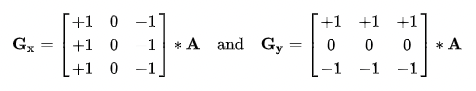 +1 0 −1 +1 +1 +1
Gx = [+1 0 1] * A and Gy = [0 0 0] * A
+1 0 −1 −1 −1 −1